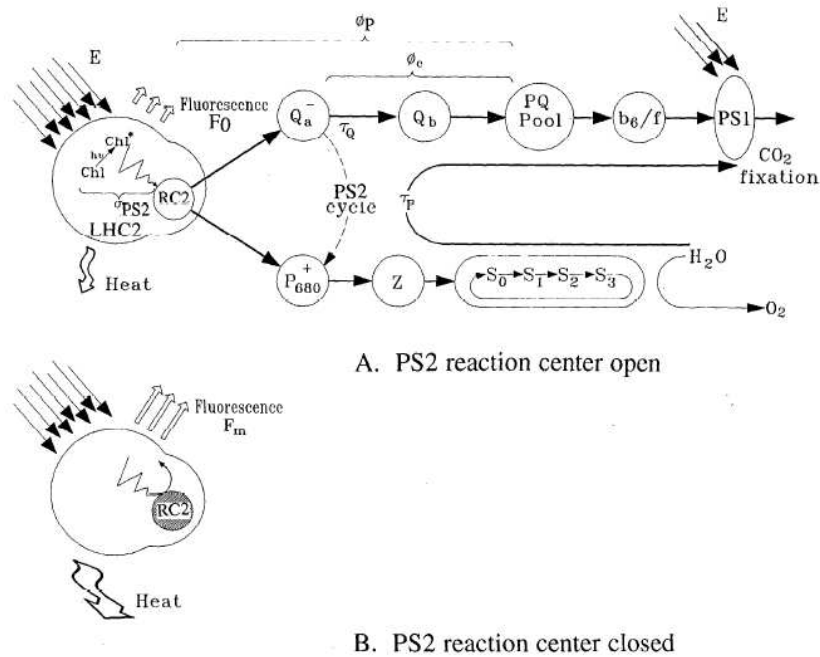 ϕP
E
E
ϕe
Fluorescence
F0
Qa-
τQ
Qb
PQ
Pool
b6/f
PS1
Chl*
hυ
Chl
σPS2
RC2
LHC2
PS2
cycle
τP
CO2
fixation
Heat
P680+
Z
S0 S1 S2 S3
H2O
O2
A. PS2 reaction center open
Fluorescence
Fm
RC2
Heat
B. PS2 reaction center closed